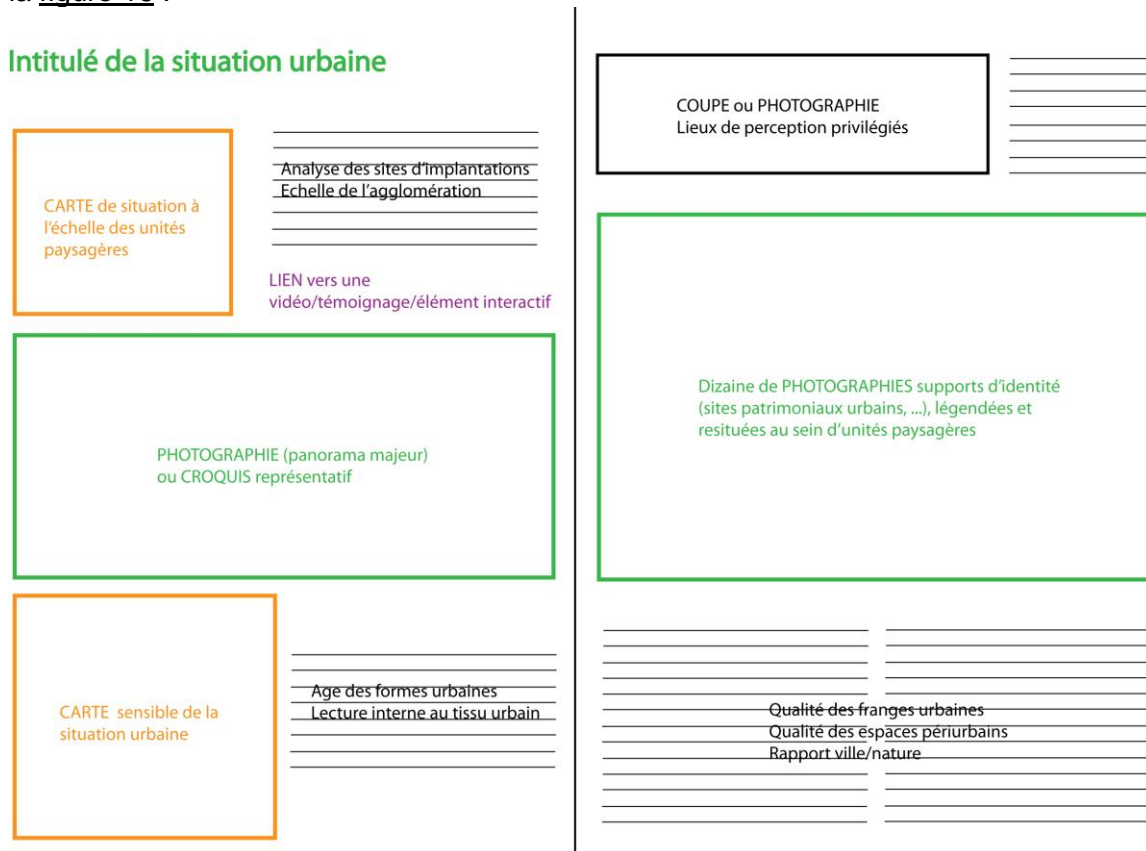 la figure 10 :
Intitulé de la situation urbaine
CARTE de situation à
l'échelle des unités
paysagères
Analyse des sites d'implantations
Echelle de l'agglomération
LIEN vers une
vidéo/témoignage/élément interactif
PHOTOGRAPHIE (panorama majeur)
ou CROQUIS représentatif
CARTE  sensible de la
situation urbaine
Age des formes urbaines
Lecture interne au tissu urbain
COUPE ou PHOTOGRAPHIE
Lieux de perception privilégiés
Dizaine de PHOTOGRAPHIES supports d'identité
(sites patrimoniaux urbains, ...), légendées et
resituées au sein d'unités paysagères
Qualité des franges urbaines
Qualité des espaces périurbains
Rapport ville/nature